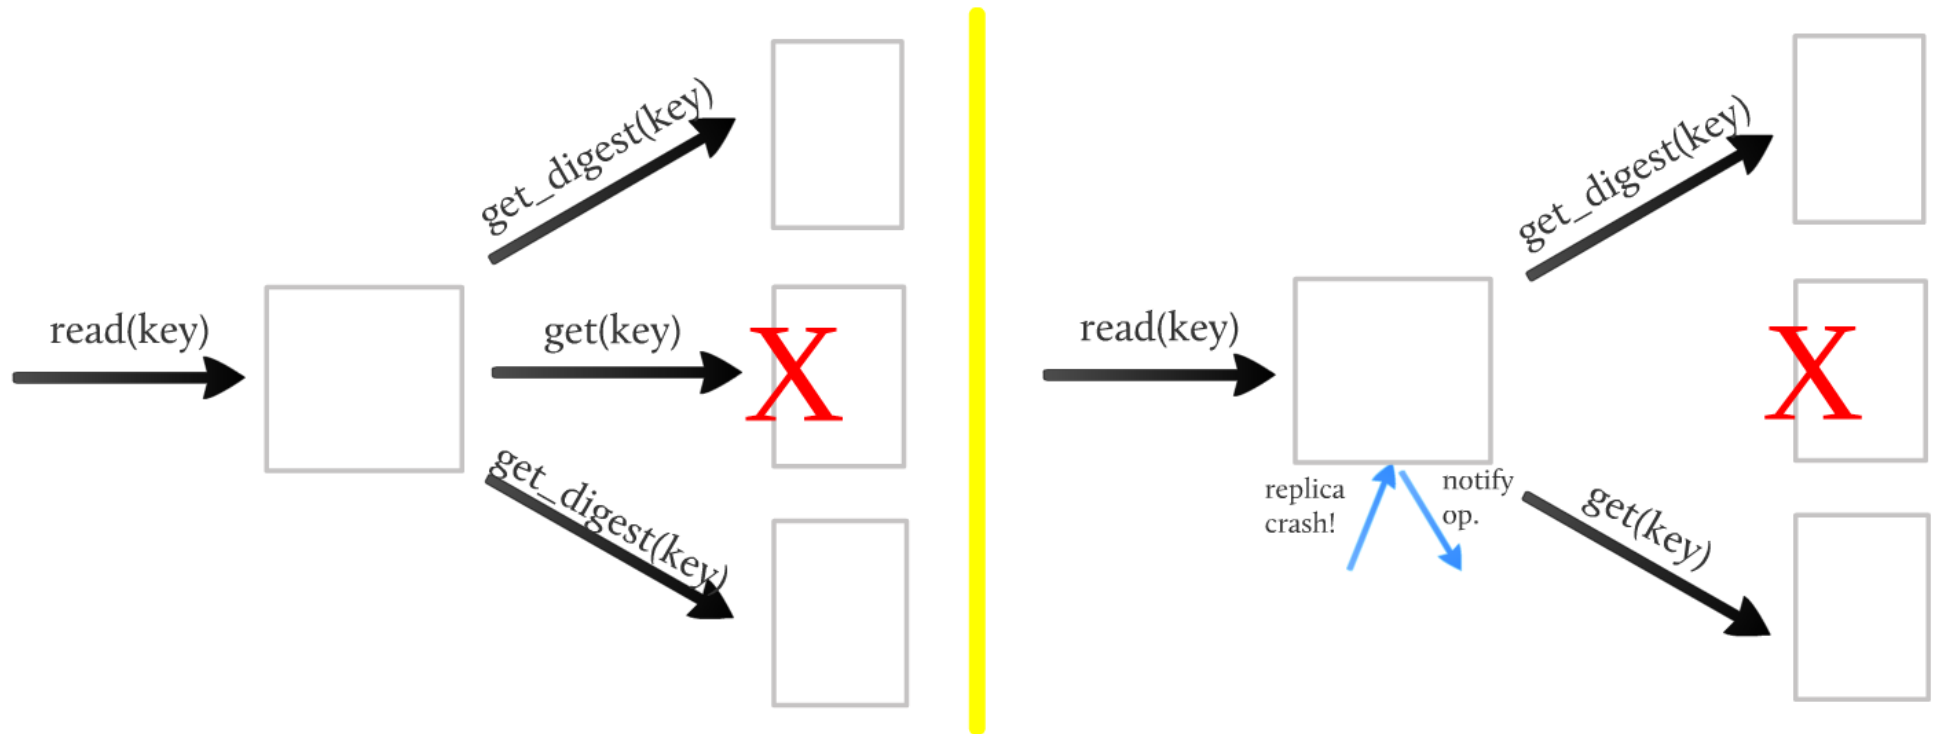 get_digest(key)
read(key)
get(key)
X
get_digest(key)
get_digest(key)
read(key)
X
replica
crash!
notify
op.
get(key)